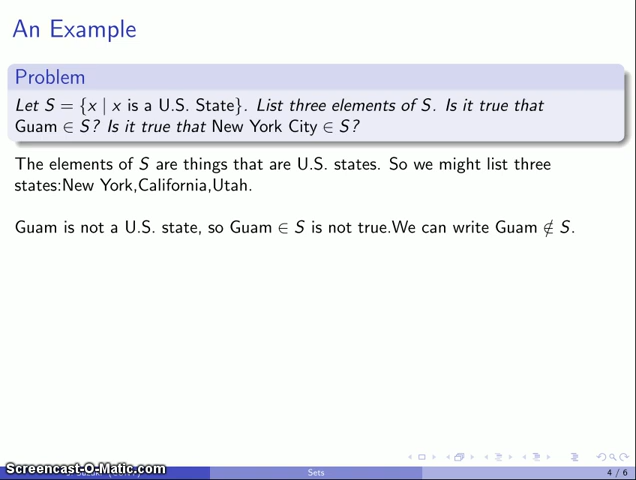 An Example
Problem
Let S = {x | x is a U.S. State}. List three elements of S. Is it true that
Guam ∈ S? Is it true that New York City ∈ S?
The elements of S are things that are U.S. states. So we might list three
states:New York,California,Utah.
Guam is not a U.S. state, so Guam ∈ S is not true.We can write Guam ∉ S.
Screencast-O-Matic.com
Sets
4 / 6